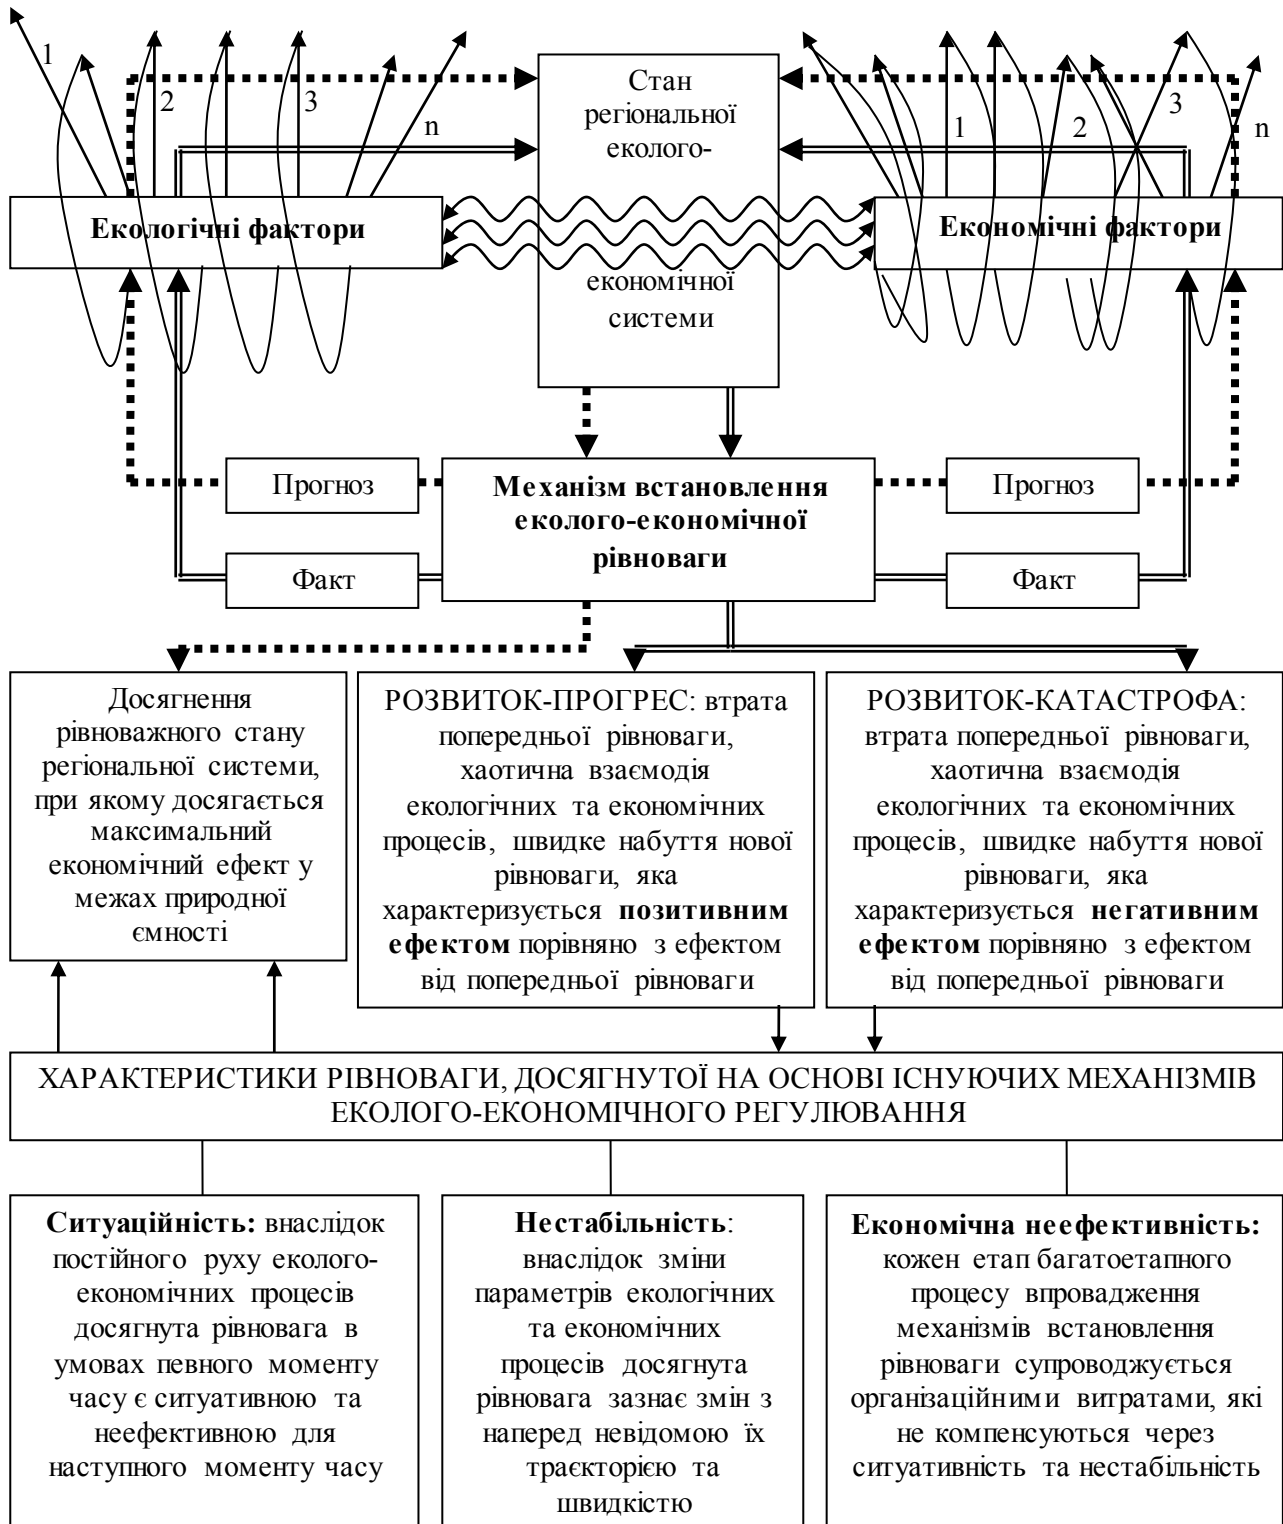 1
2
3
n
Стан
регіональної
еколого-
економічної
системи
1
2
3
n
Екологічні фактори
Економічні фактори
Прогноз
Механізм встановлення
еколого-економічної
рівноваги
Прогноз
Факт
Факт
Досягнення
рівноважного стану
регіональної системи,
при якому досягається
максимальний
економічний ефект у
межах природної
ємності
РОЗВИТОК-ПРОГРЕС: втрата
попередньої рівноваги,
хаотична взаємодія
екологічних та економічних
процесів, швидке набуття нової
рівноваги, яка
характеризується позитивним
ефектом порівняно з ефектом
від попередньої рівноваги
РОЗВИТОК-КАТАСТРОФА:
втрата попередньої рівноваги,
хаотична взаємодія
екологічних та економічних
процесів, швидке набуття нової
рівноваги, яка
характеризується негативним
ефектом порівняно з ефектом
від попередньої рівноваги
ХАРАКТЕРИСТИКИ РІВНОВАГИ, ДОСЯГНУТОЇ НА ОСНОВІ ІСНУЮЧИХ МЕХАНІЗМІВ
ЕКОЛОГО-ЕКОНОМІЧНОГО РЕГУЛЮВАННЯ
Ситуаційність: внаслідок
постійного руху еколого-
економічних процесів
досягнута рівновага в
умовах певного моменту
часу є ситуативною та
неефективною для
наступного моменту часу
Нестабільність:
внаслідок зміни
параметрів екологічних
та економічних
процесів досягнута
рівновага зазнає змін з
наперед невідомою їх
траєкторією та
швидкістю
Економічна неефективність:
кожен етап багатоетапного
процесу впровадження
механізмів встановлення
рівноваги супроводжується
організаційними витратами, які
не компенсуються через
ситуативність та нестабільність